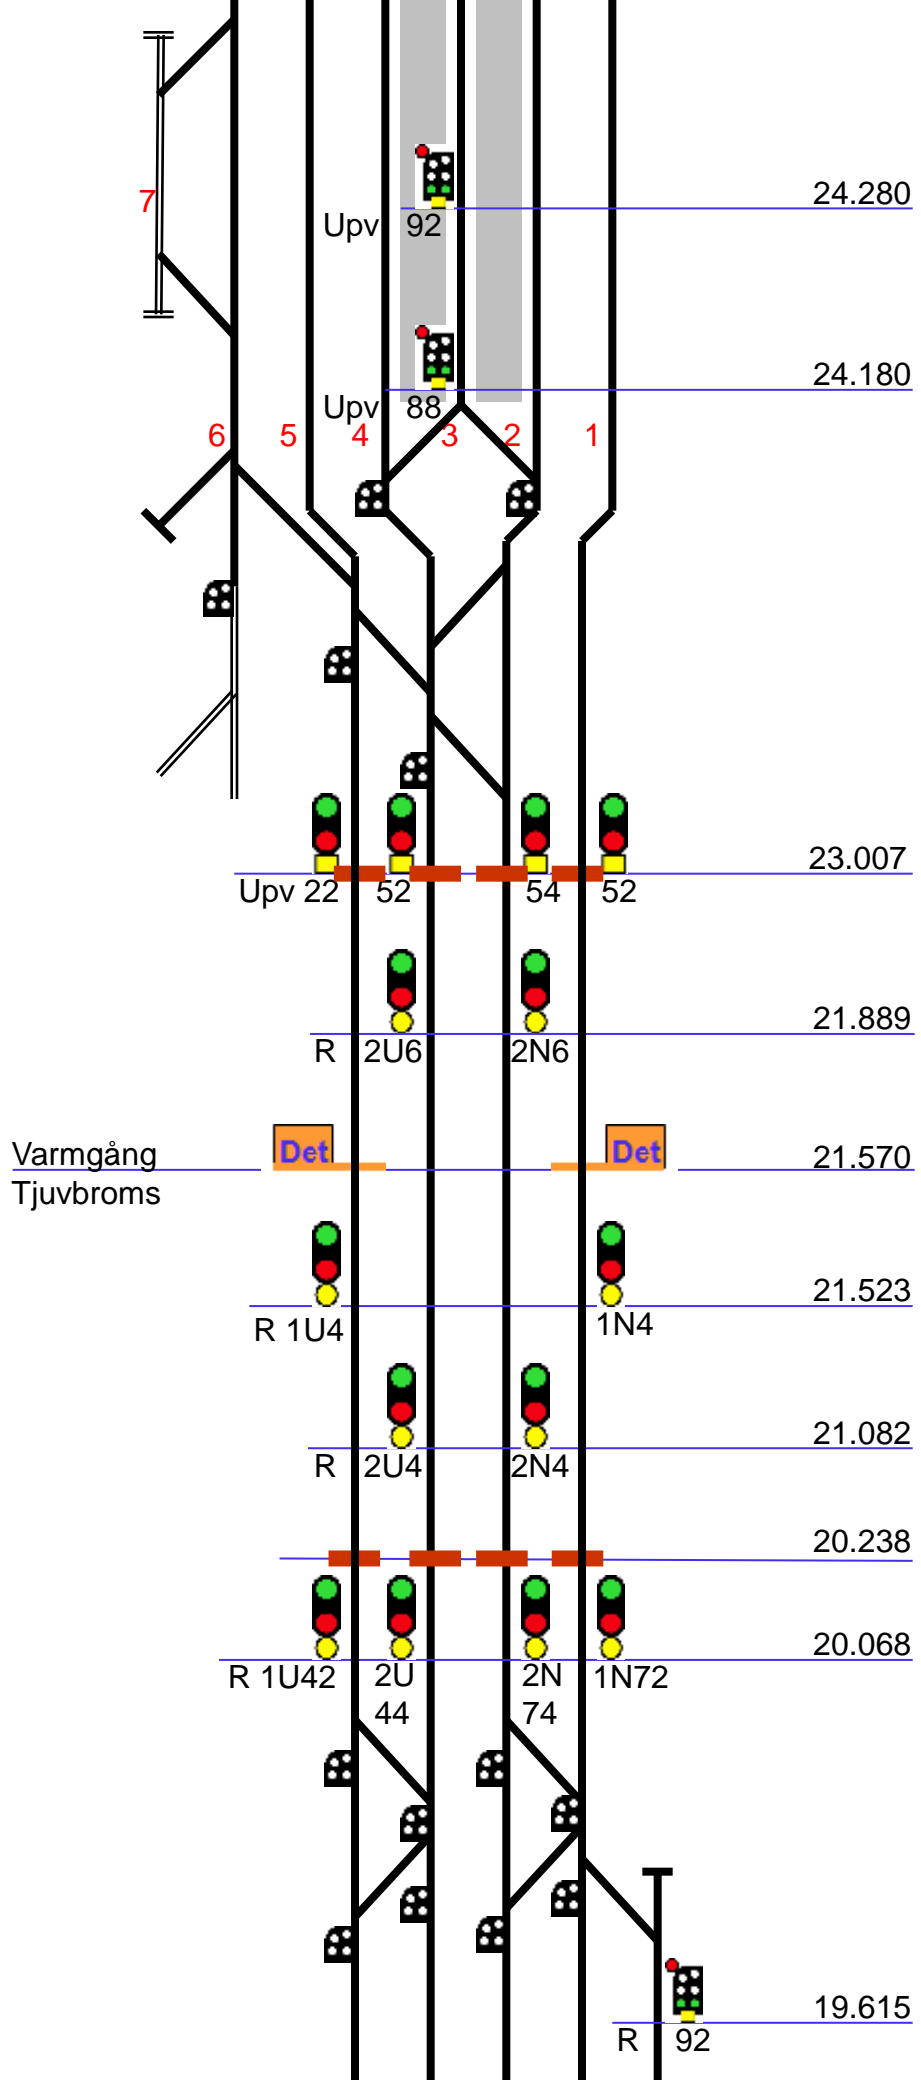 7
24.280
Upv 92
24.180
Upv 88
6 5 4 3 2 1
23.007
Upv 22 52 54 52
21.889
R 2U6 2N6
Varmgång Det Det 21.570
Tjuvbroms
21.523
R 1U4 1N4
21.082
R 2U4 2N4
20.238
20.068
R 1U42 2U 2N 1N72
44 74
19.615
R 92